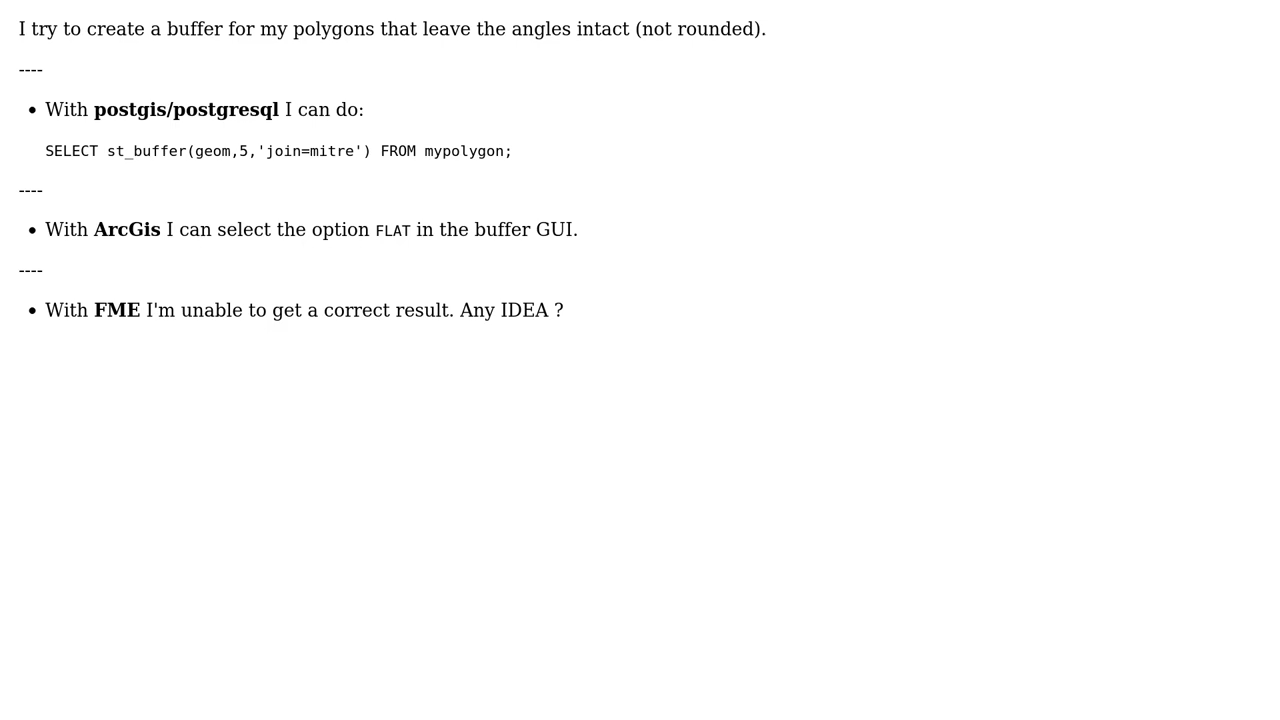 I try to create a buffer for my polygons that leave the angles intact (not rounded).
----
• With postgis/postgresql I can do:
SELECT st_buffer(geom,5,'join=mitre') FROM mypolygon;
----
• With ArcGis I can select the option FLAT in the buffer GUI.
----
• With FME I'm unable to get a correct result. Any IDEA ?